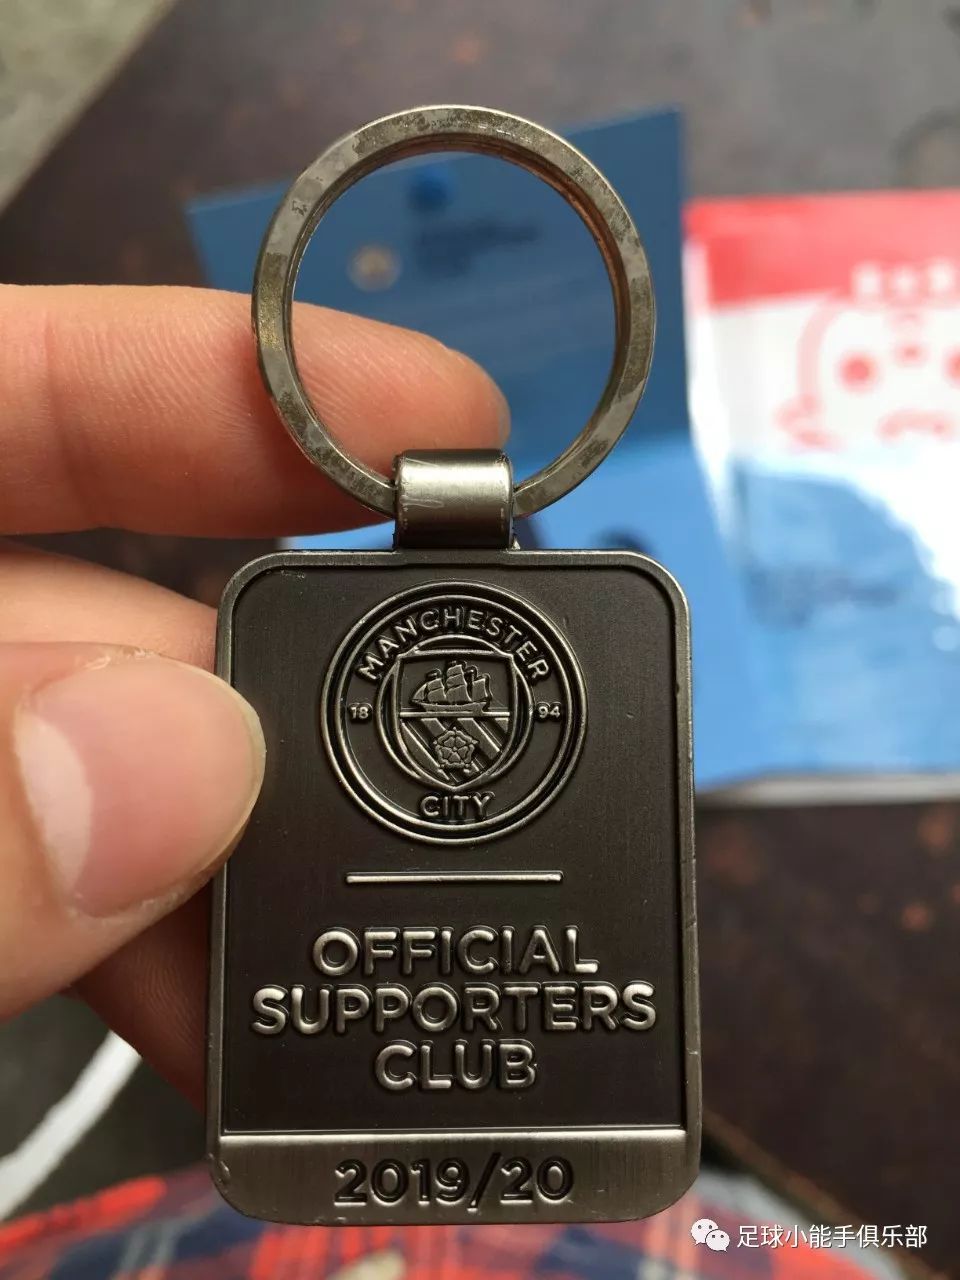 MANCHESTER
18 94
CITY
OFFICIAL
SUPPORTERS
CLUB
2019/20
足球小能手俱乐部